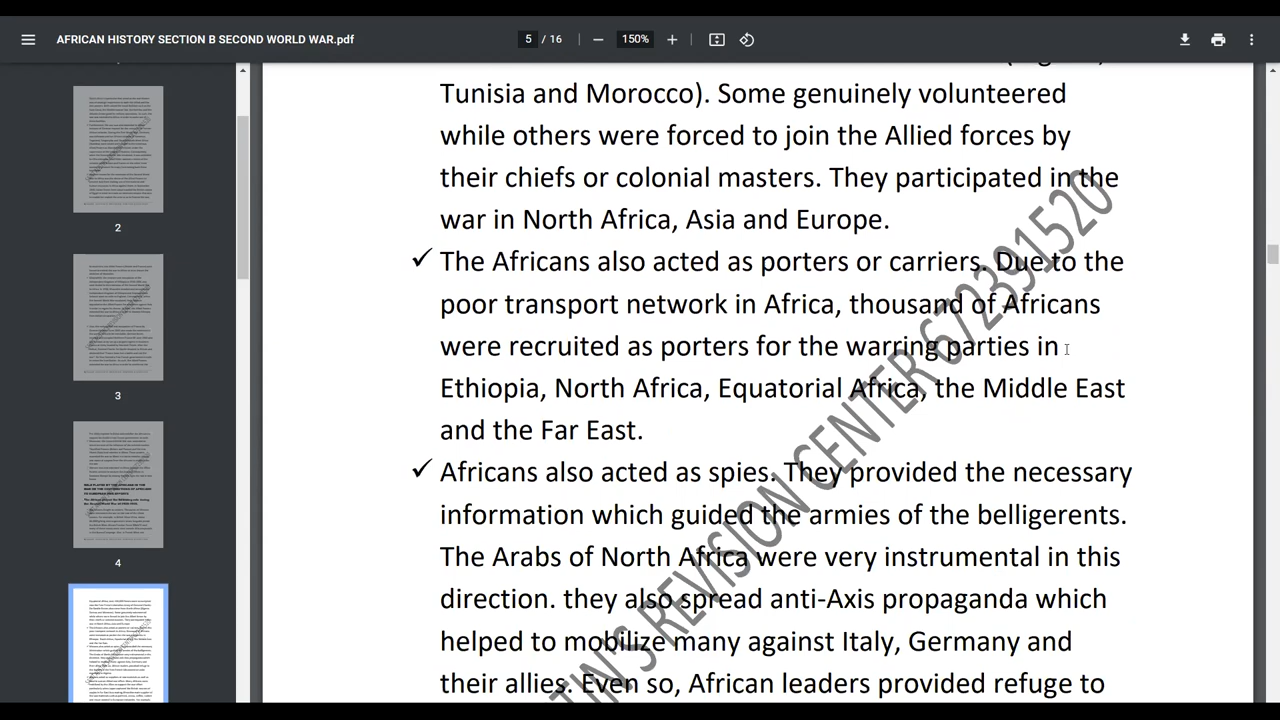 AFRICAN HISTORY SECTION B SECOND WORLD WAR.pdf
5 / 16
150%
Tunisia and Morocco). Some genuinely volunteered
while others were forced to join the Allied forces by
their chiefs or colonial masters. They participated in the
war in North Africa, Asia and Europe.
✓ The Africans also acted as porters or carriers. Due to the
poor transport network in Africa, thousand of Africans
were recruited as porters for the warring parties in
Ethiopia, North Africa, Equatorial Africa, the Middle East
and the Far East.
✓ Africans also acted as spies. They provided the necessary
information which guided the armies of the belligerents.
The Arabs of North Africa were very instrumental in this
direction. they also spread anti-Axis propaganda which
helped to mobilize many against Italy, Germany and
their allies. Even so, African provided refuge to
REVISION CENTER 672391520
2
3
4